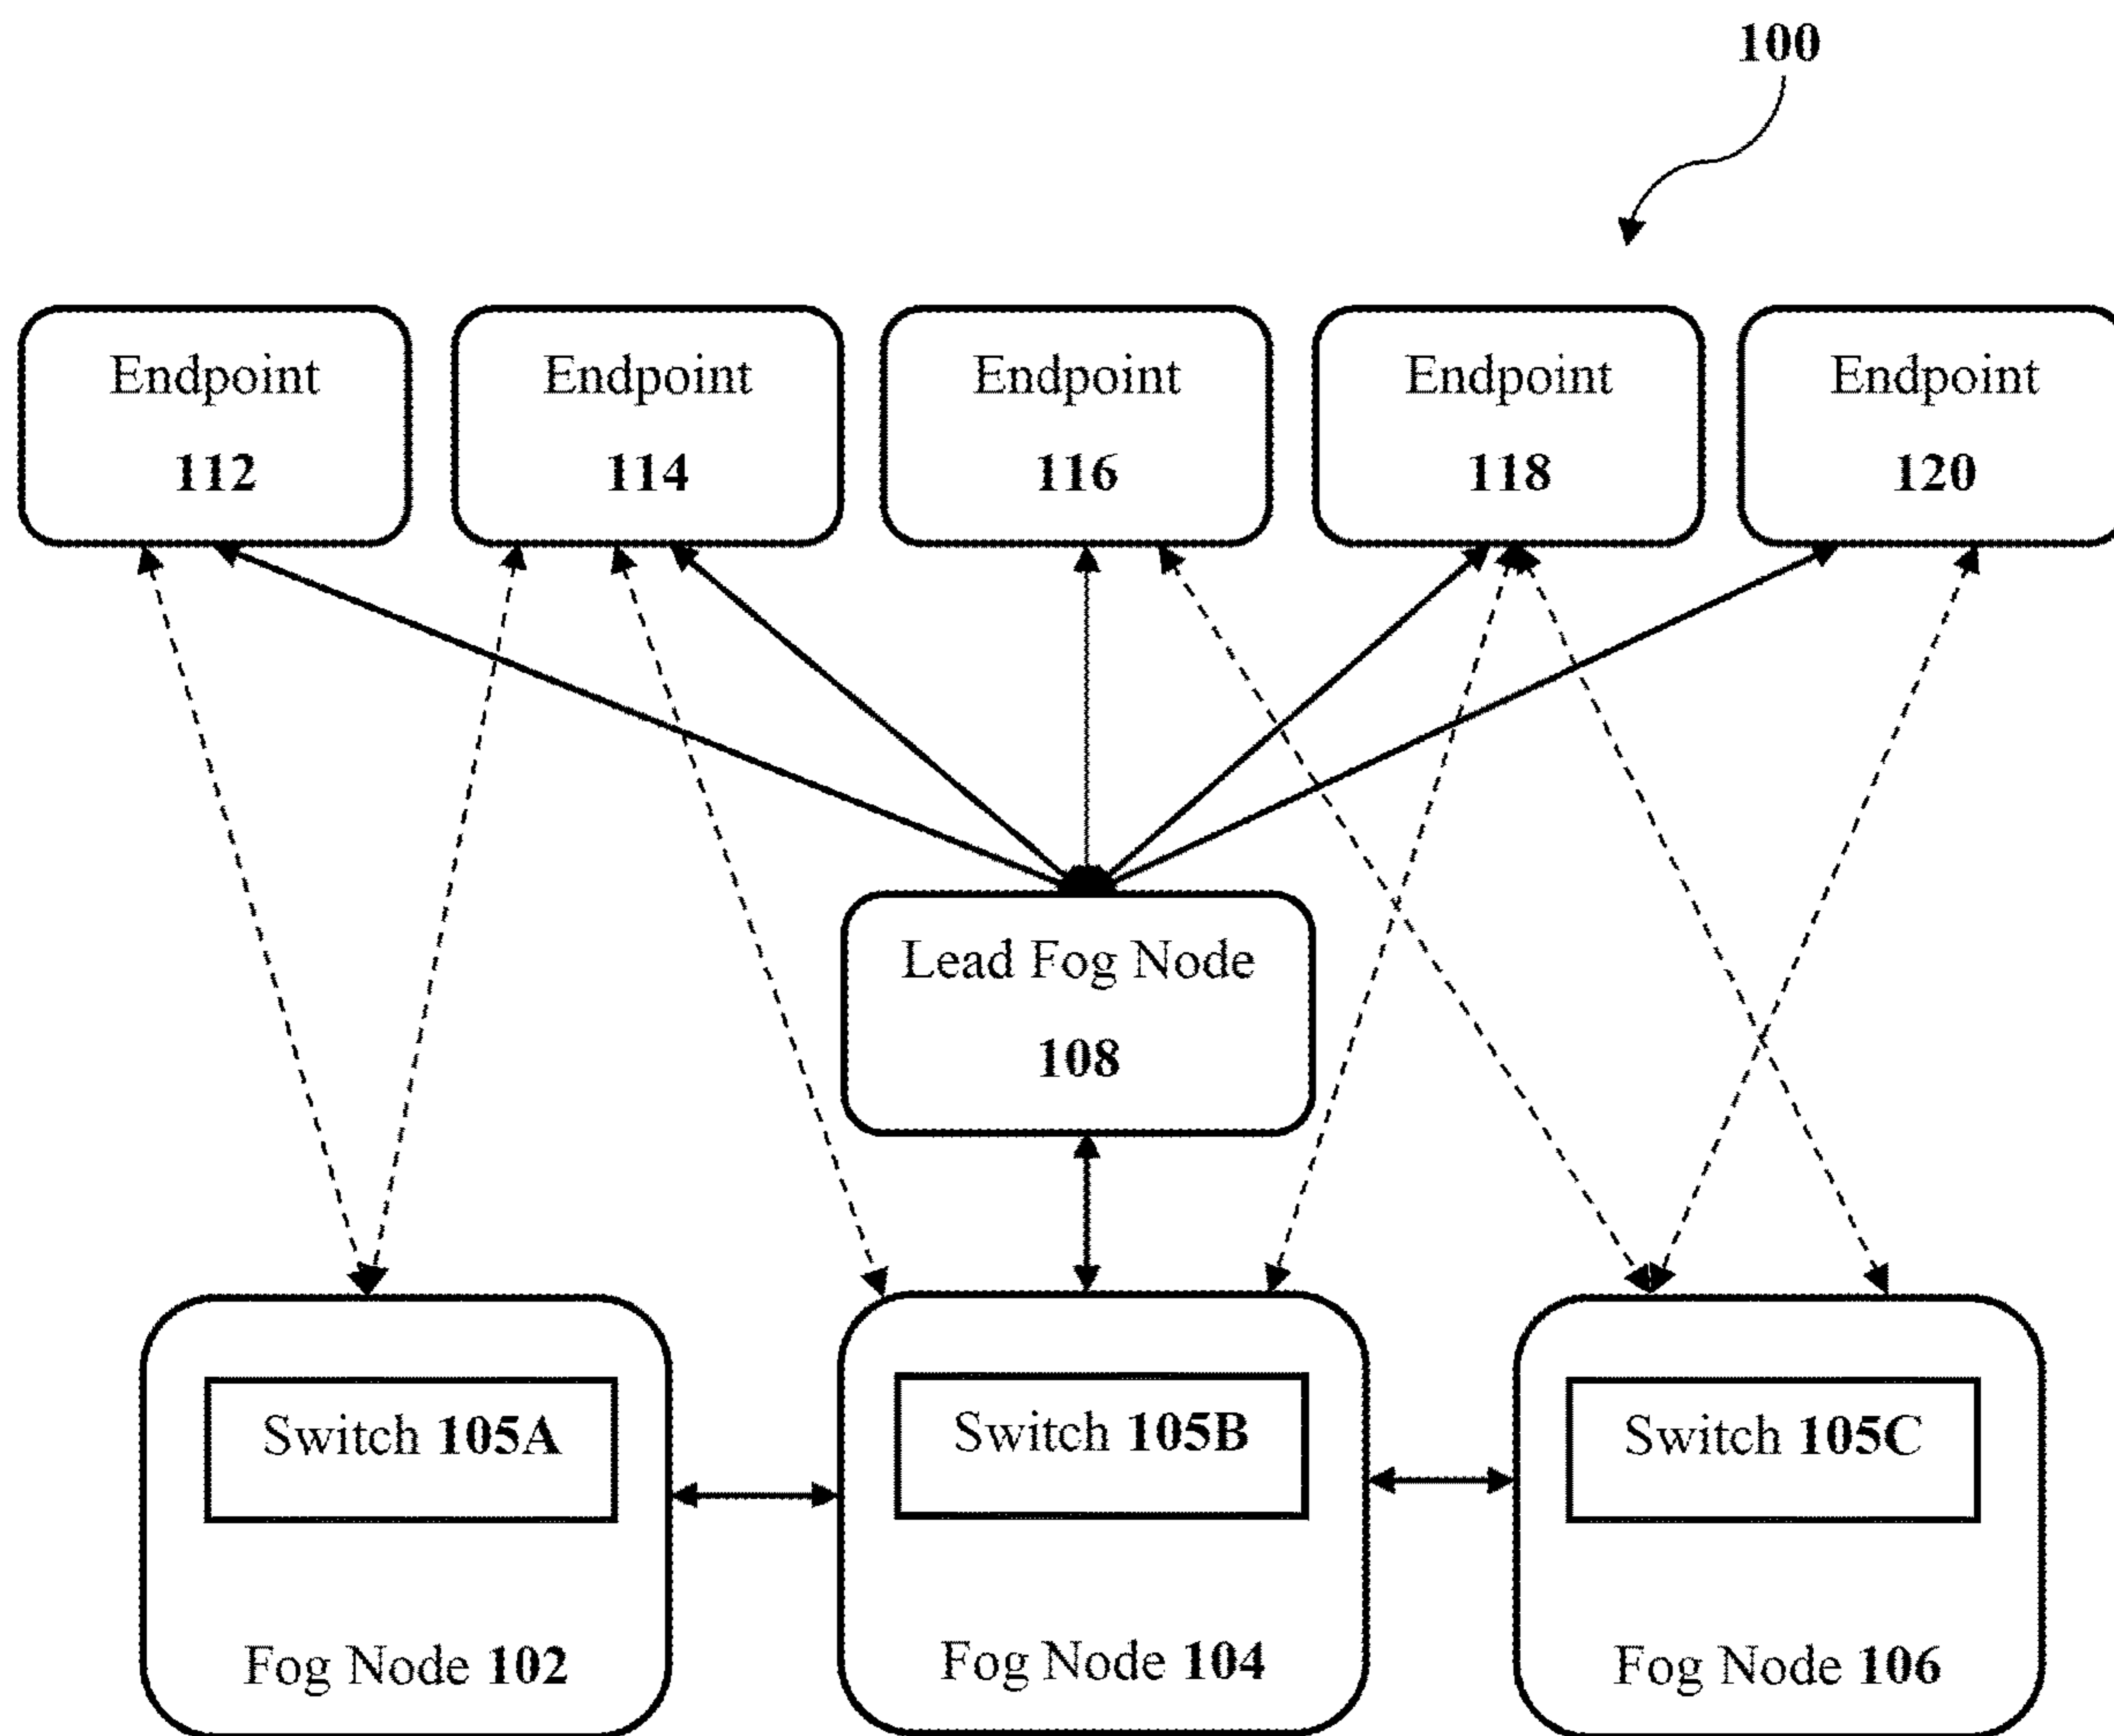 100
Endpoint
112
Endpoint
114
Endpoint
116
Endpoint
118
Endpoint
120
Lead Fog Node
108
Switch 105A
Fog Node 102
Switch 105B
Fog Node 104
Switch 105C
Fog Node 106